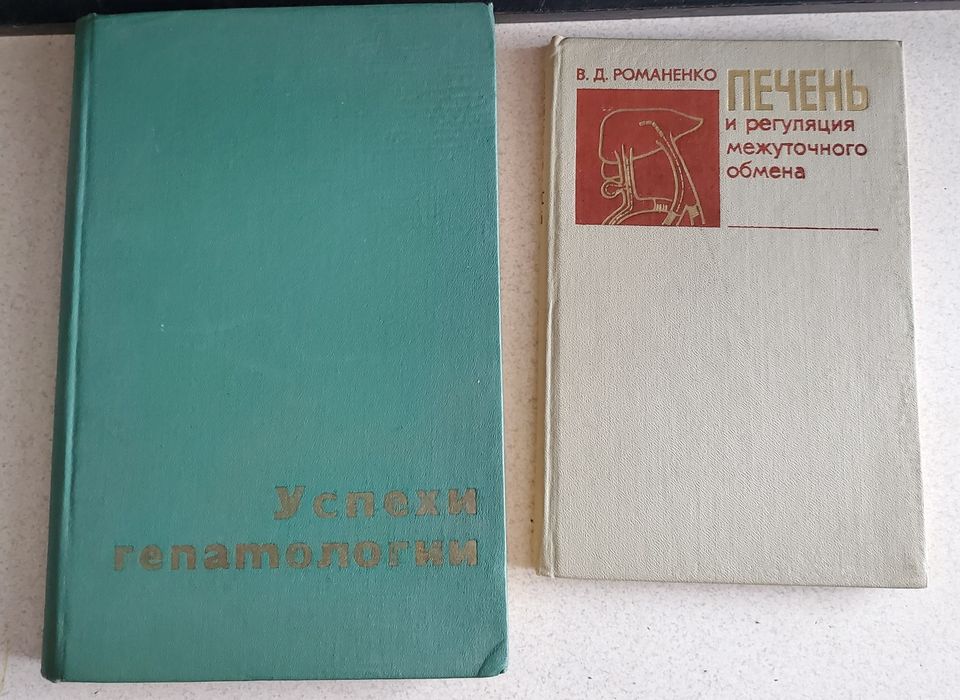 Успехи
гепатологии
В. Д. РОМАНЕНКО
ПЕЧЕНЬ
и регуляция
межуточного
обмена